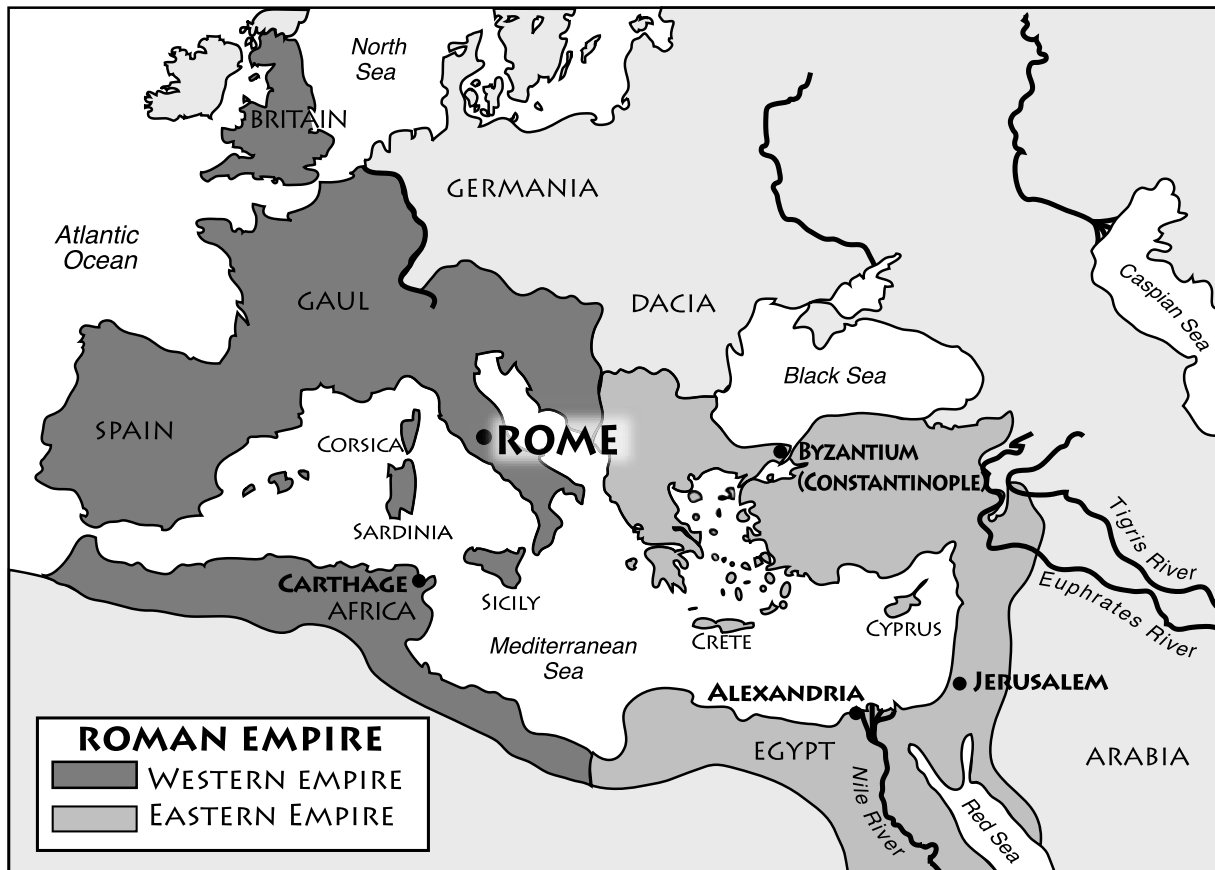 North
Sea
BRITAIN
GERMANIA
Atlantic
Ocean
GAUL
DACIA
Caspian Sea
Black Sea
SPAIN
CORSICA
ROME
BYZANTIUM
(CONSTANTINOPLE)
SARDINIA
Tigris River
CARTHAGE
AFRICA
SICILY
Euphrates River
CYPRUS
CRETE
Mediterranean
Sea
JERUSALEM
ALEXANDRIA
EGYPT
ARABIA
Nile River
Red Sea
ROMAN EMPIRE
WESTERN EMPIRE
EASTERN EMPIRE